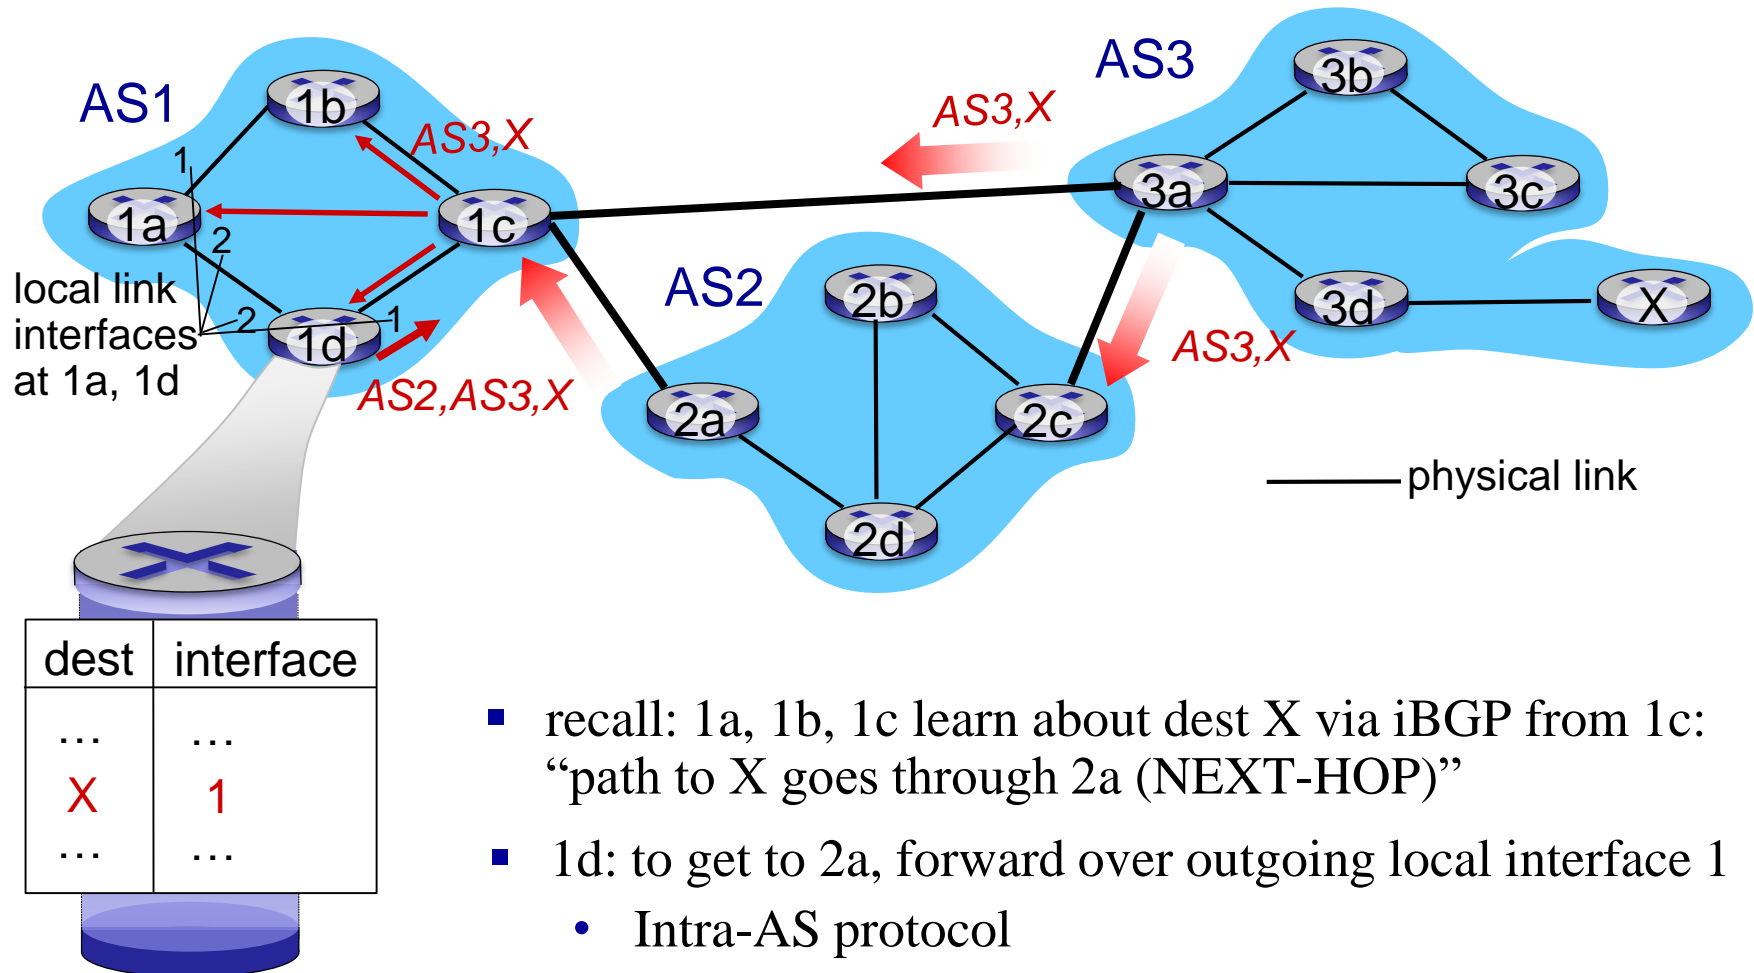 AS1
AS3
3b
1b
AS3,X
AS3,X
1
3a
3c
1a
1c
2
local link
interfaces
at 1a, 1d
2
1
1d
AS2
2b
3d
X
AS3,X
AS2,AS3,X
2a
2c
physical link
2d
dest interface
... ...
X 1
... ...
▪ recall: 1a, 1b, 1c learn about dest X via iBGP from 1c:
“path to X goes through 2a (NEXT-HOP)”
▪ 1d: to get to 2a, forward over outgoing local interface 1
• Intra-AS protocol